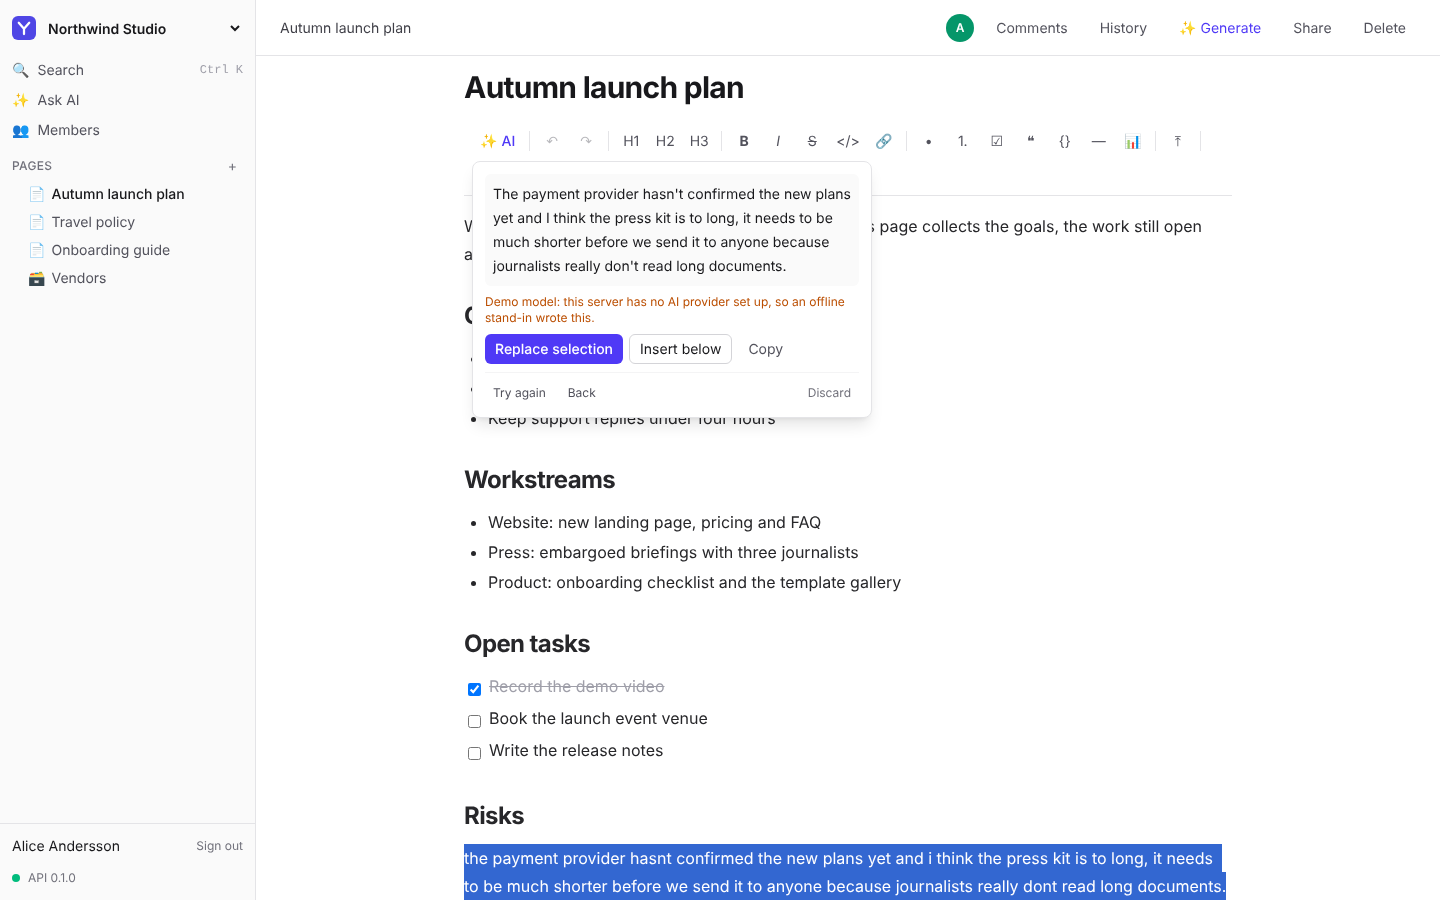 Northwind Studio
Search Ctrl K
Ask AI
Members
PAGES +
Autumn launch plan
Travel policy
Onboarding guide
Vendors
Alice Andersson Sign out
API 0.1.0
Autumn launch plan A Comments History Generate Share Delete
Autumn launch plan
AI H1 H2 H3 B I S </> • 1. ❝ {} —
The payment provider hasn't confirmed the new plans
yet and I think the press kit is to long, it needs to be
much shorter before we send it to anyone because
journalists really don't read long documents.
page collects the goals, the work still open
Demo model: this server has no AI provider set up, so an offline
stand-in wrote this.
Replace selection Insert below Copy
Try again Back Discard
Keep support replies under four hours
Workstreams
Website: new landing page, pricing and FAQ
Press: embargoed briefings with three journalists
Product: onboarding checklist and the template gallery
Open tasks
Record the demo video
Book the launch event venue
Write the release notes
Risks
the payment provider hasnt confirmed the new plans yet and i think the press kit is to long, it needs
to be much shorter before we send it to anyone because journalists really dont read long documents.